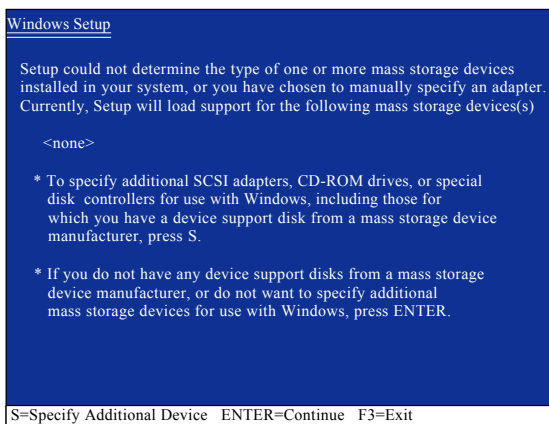 Windows Setup
Setup could not determine the type of one or more mass storage devices
installed in your system, or you have chosen to manually specify an adapter.
Currently, Setup will load support for the following mass storage devices(s)
<none>
* To specify additional SCSI adapters, CD-ROM drives, or special
disk controllers for use with Windows, including those for
which you have a device support disk from a mass storage device
manufacturer, press S.
* If you do not have any device support disks from a mass storage
device manufacturer, or do not want to specify additional
mass storage devices for use with Windows, press ENTER.
S=Specify Additional Device ENTER=Continue F3=Exit